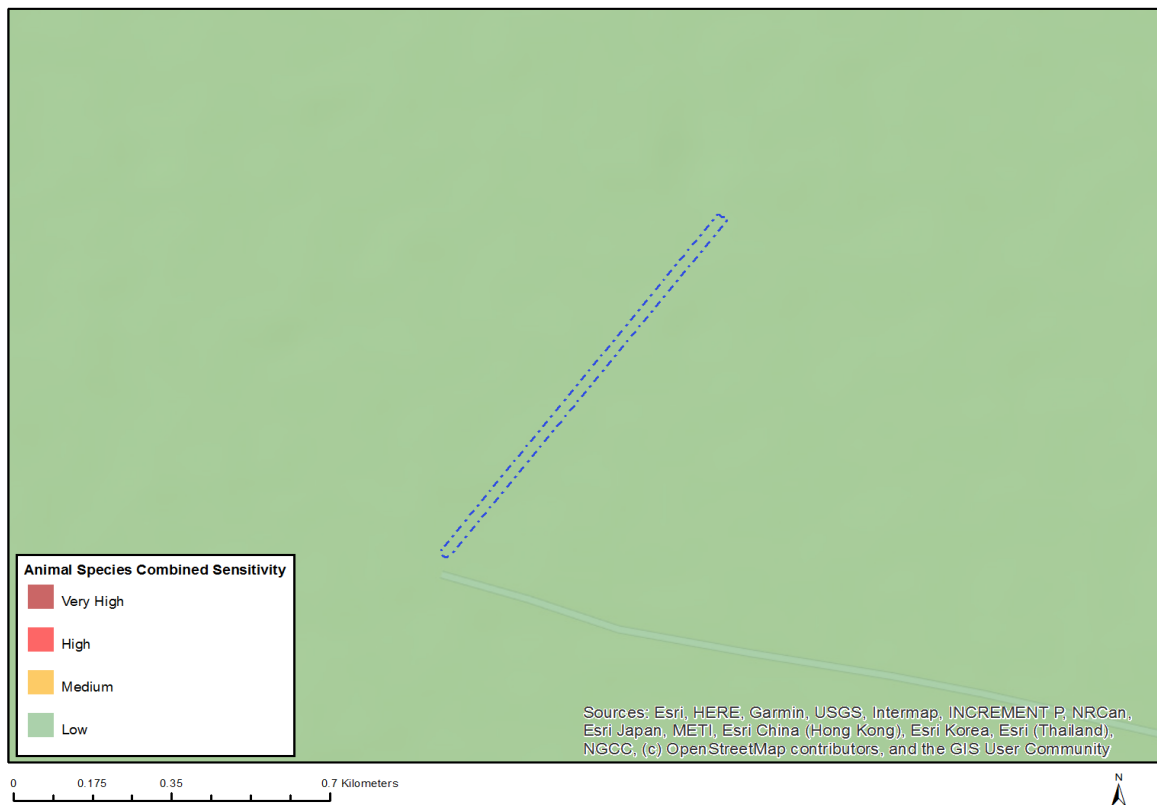 Animal Species Combined Sensitivity
Very High
High
Medium
Low
Sources: Esri, HERE, Garmin, USGS, Intermap, INCREMENT P, NRCan,
Esri Japan, METI, Esri China (Hong Kong), Esri Korea, Esri (Thailand),
NGCC, (c) OpenStreetMap contributors, and the GIS User Community
0 0.175 0.35 0.7 Kilometers
N